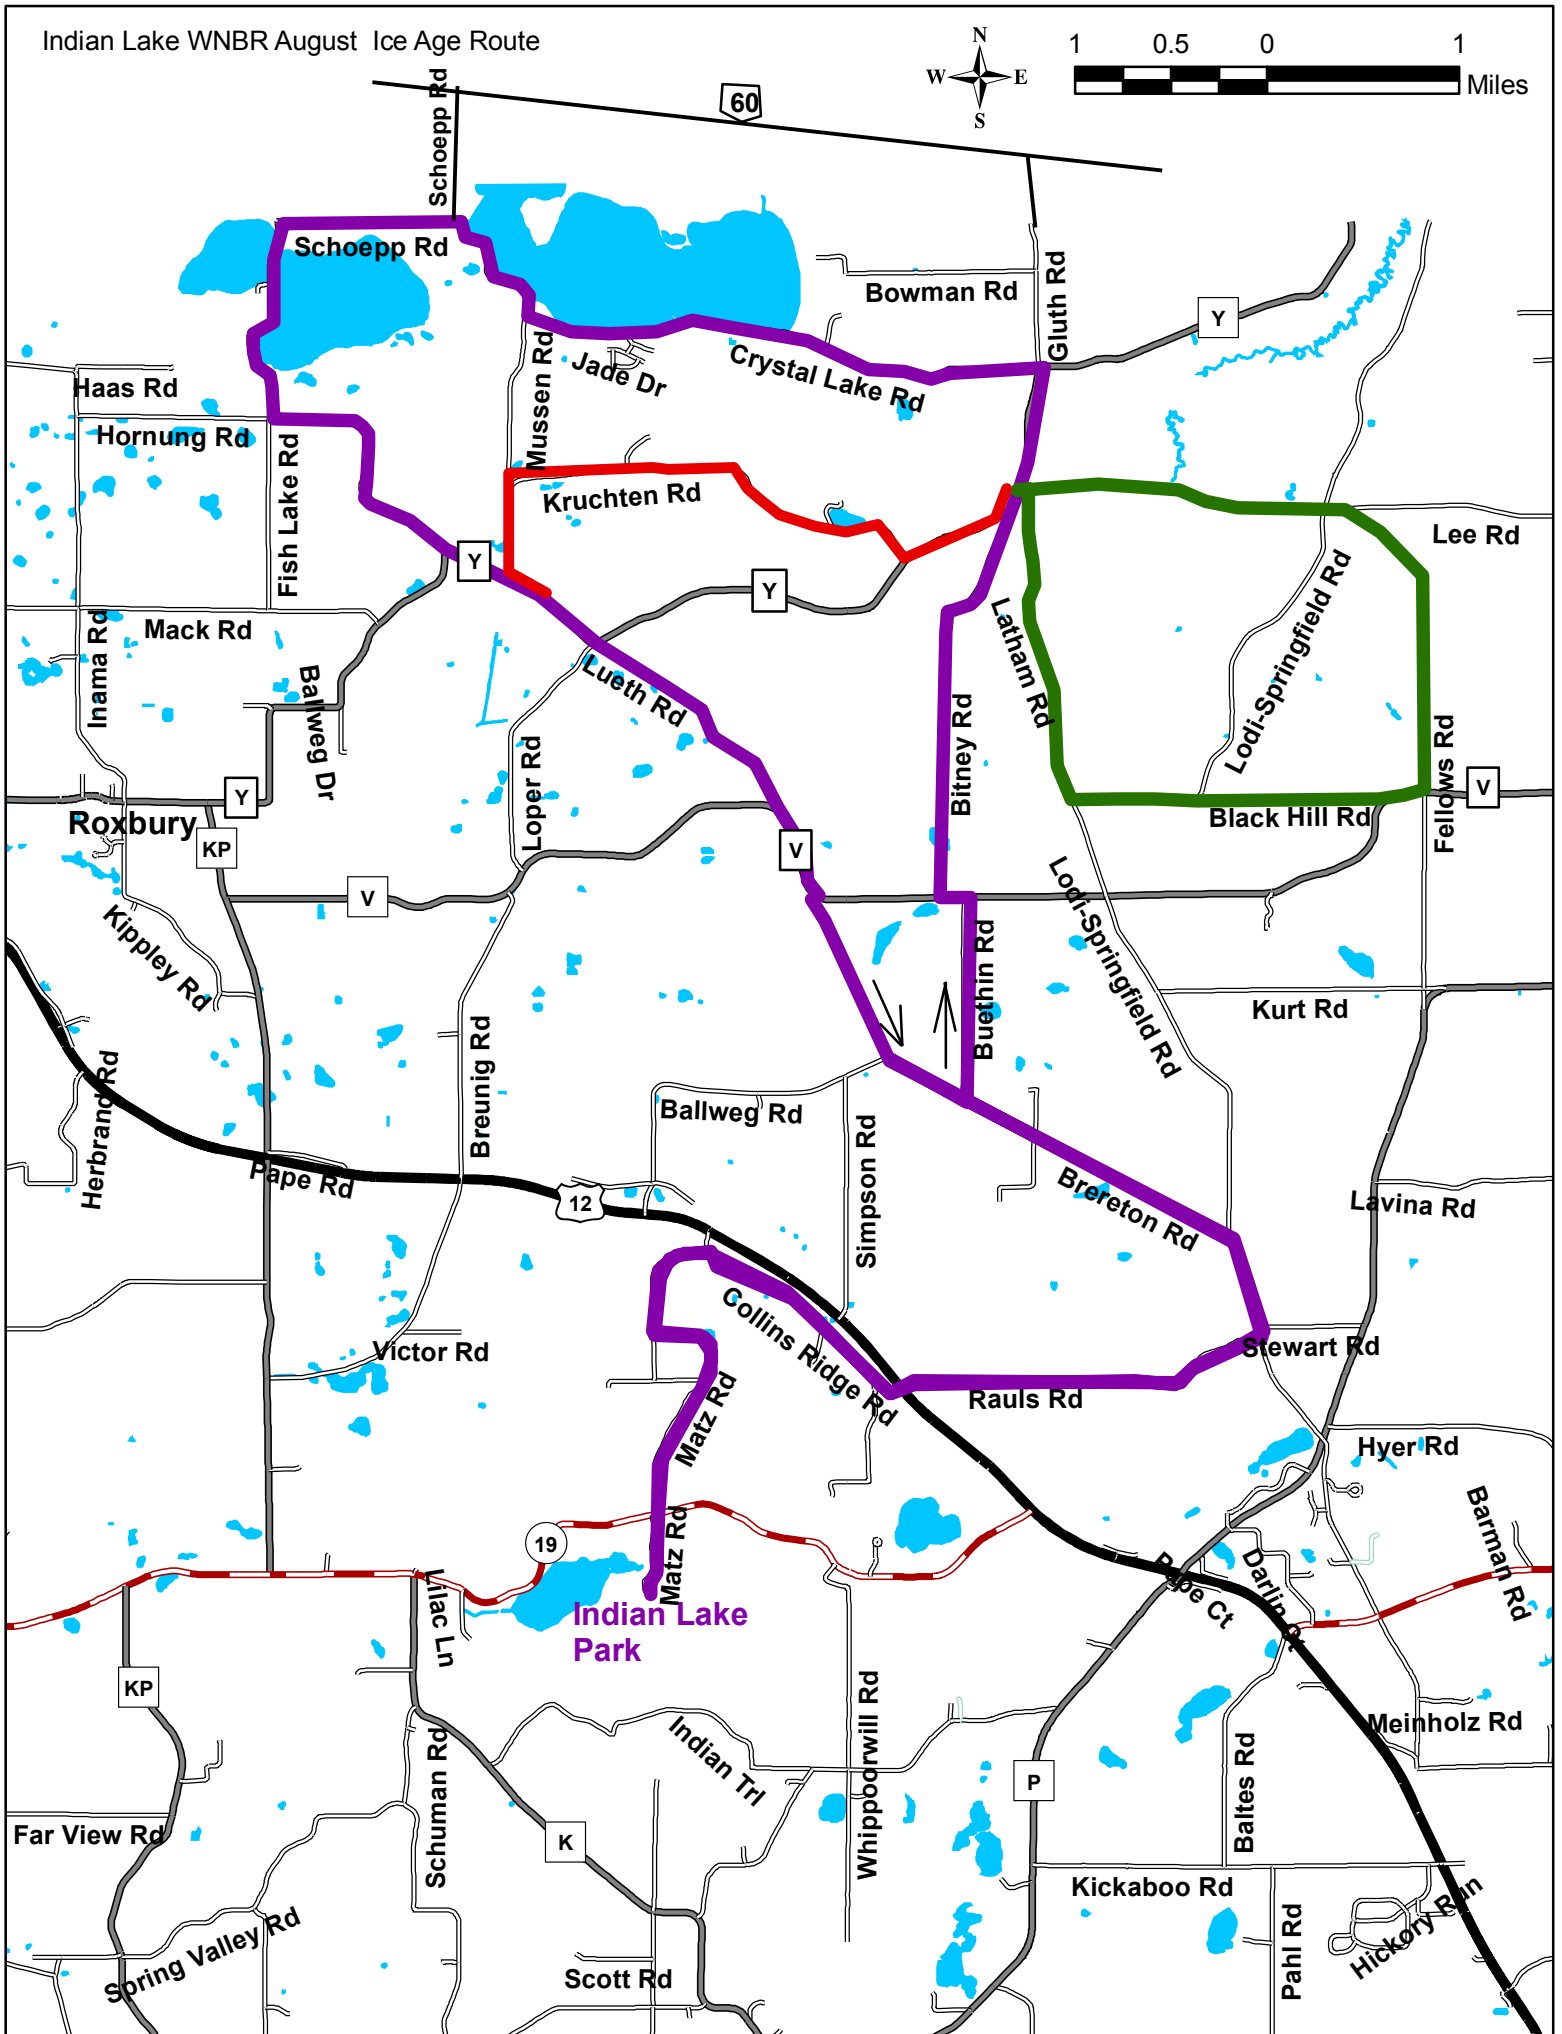 Indian Lake WNBR August  Ice Age Route
N
W
E
S
1 0.5 0 1
Miles
60
Schoepp Rd
Schoepp Rd
Bowman Rd
Gluth Rd
Y
Haas Rd
Hornung Rd
Mussen Rd
Jade Dr
Crystal Lake Rd
Fish Lake Rd
Kruchten Rd
Lee Rd
Y
Y
Inama Rd
Mack Rd
Ballweg Dr
Lueth Rd
Latham Rd
Lodi-Springfield Rd
Loper Rd
Bitney Rd
Fellows Rd
Y
V
Roxbury
KP
V
Black Hill Rd
V
Kippley Rd
Lodi-Springfield Rd
Buethin Rd
Kurt Rd
Breunig Rd
Herbrand Rd
Ballweg Rd
Simpson Rd
Pape Rd
12
Brereton Rd
Lavina Rd
Victor Rd
Collins Ridge Rd
Stewart Rd
Rauls Rd
Matz Rd
Hyer Rd
Barman Rd
19
Matz Rd
Lilac Ln
Pape Ct
Darlin Ct
Indian Lake
Park
KP
Whippoorwill Rd
Indian Trl
Schuman Rd
Meinholz Rd
P
Baltes Rd
Far View Rd
K
Kickaboo Rd
Spring Valley Rd
Pahl Rd
Hickory Run
Scott Rd